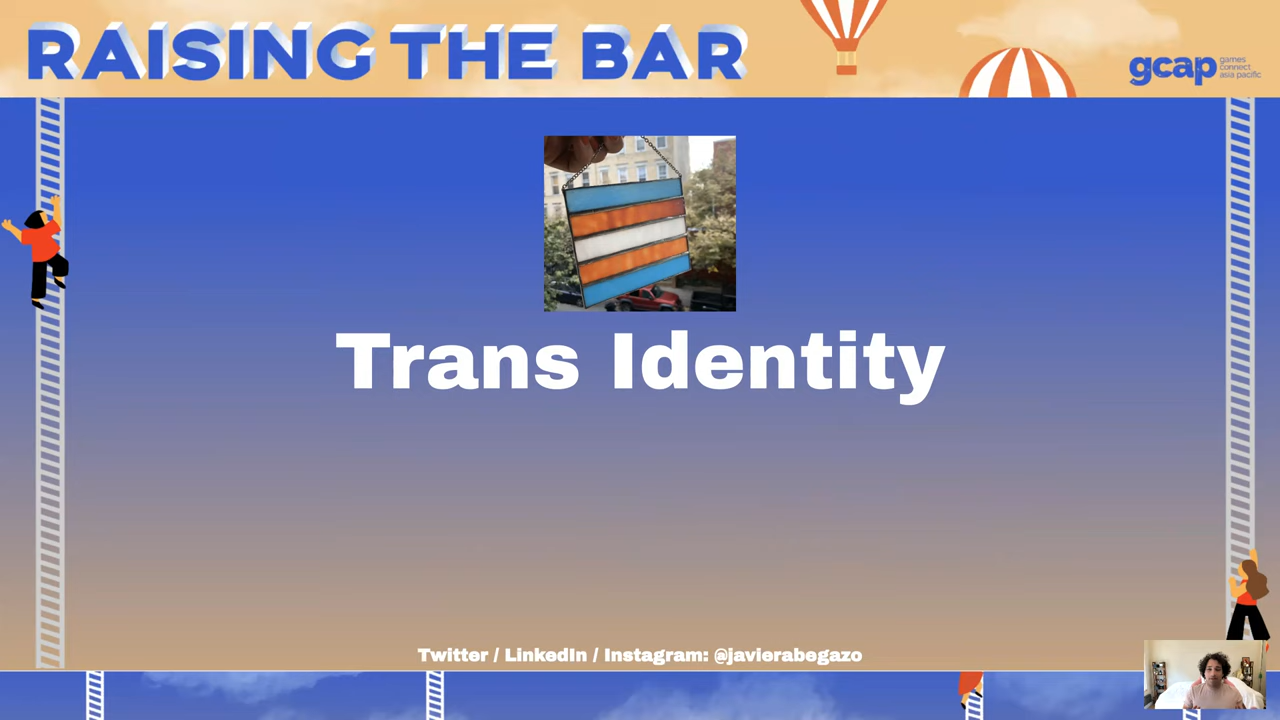 RAISING THE BAR
gcap games
connect
asia pacific
Trans Identity
Twitter / LinkedIn / Instagram: @javierabegazo